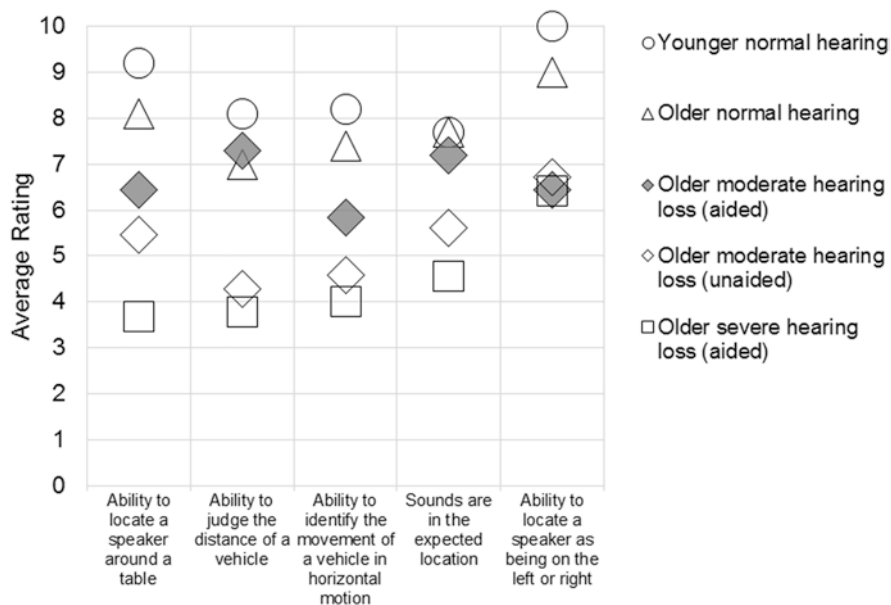 10
9
8
7
6
5
4
3
2
1
0
Average Rating
Ability to
locate a
speaker
around a
table
Ability to
judge the
distance of a
vehicle
Ability to
identify the
movement of
a vehicle in
horizontal
motion
Sounds are
in the
expected
location
Ability to
locate a
speaker as
being on the
left or right
Younger normal hearing
Older normal hearing
Older moderate hearing
loss (aided)
Older moderate hearing
loss (unaided)
Older severe hearing
loss (aided)